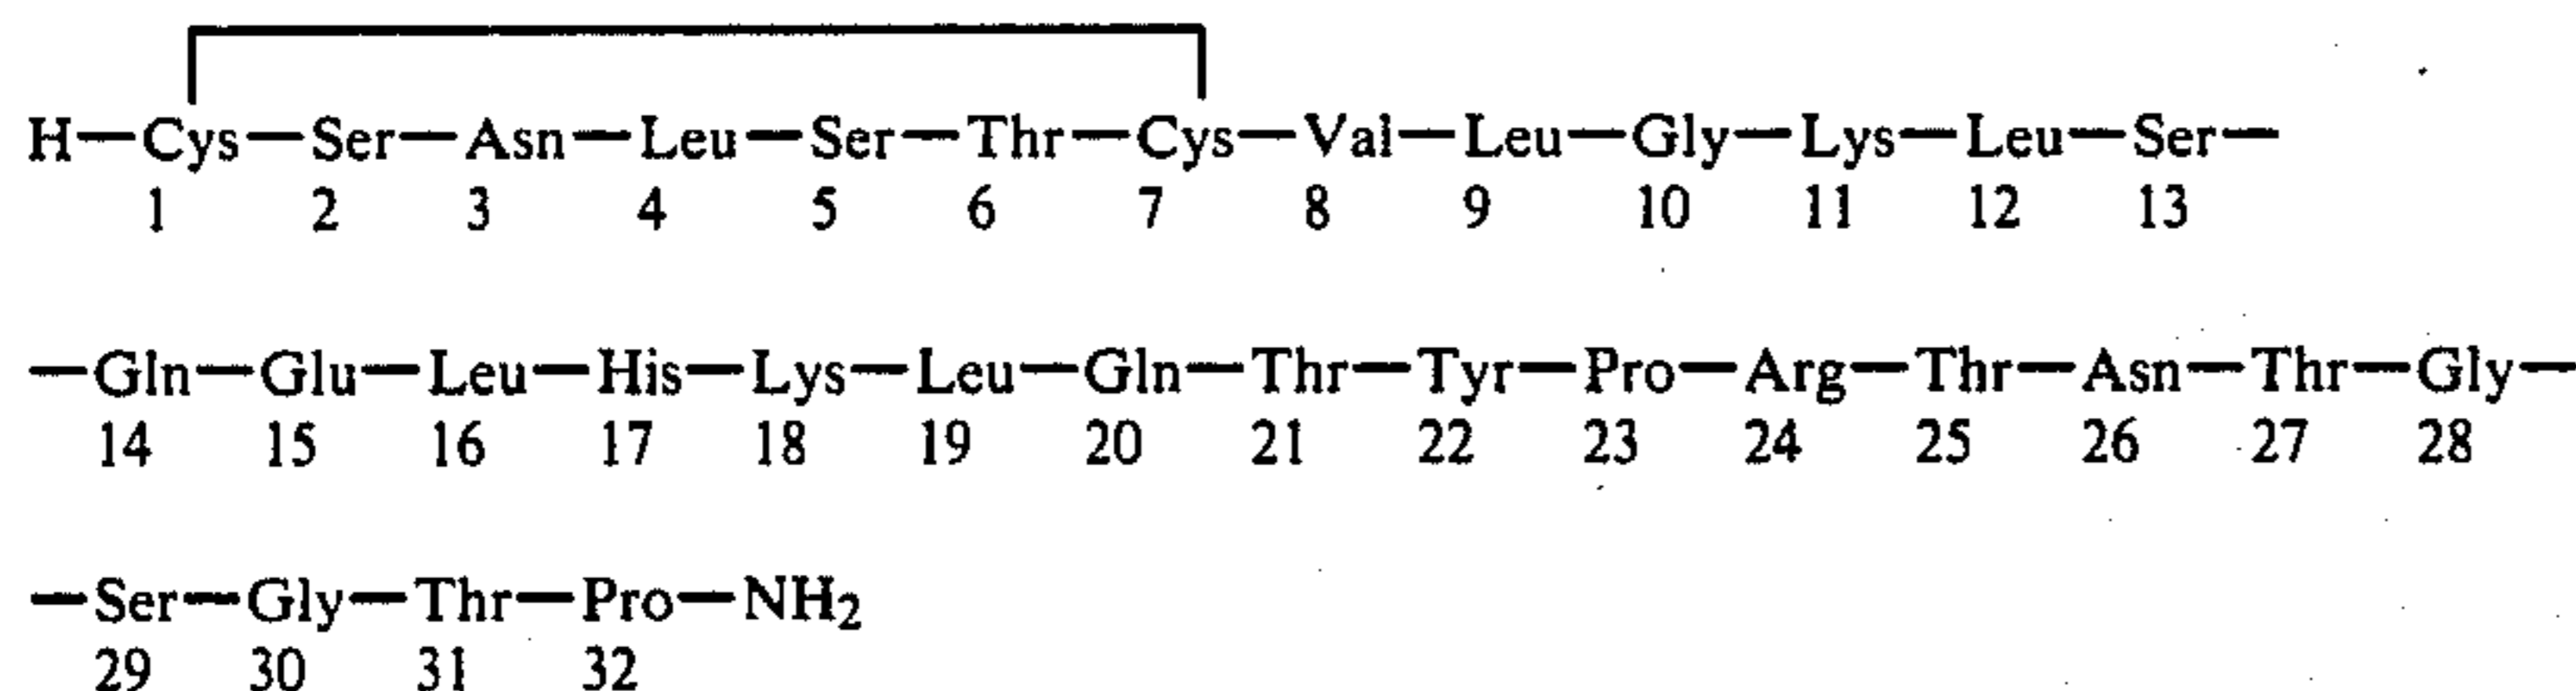 H—Cys—Ser—Asn—Leu—Ser—Thr—Cys—Val—Leu—Gly—Lys—Leu—Ser—
1 2 3 4 5 6 7 8 9 10 11 12 13
—Gln—Glu—Leu—His—Lys—Leu—Gln—Thr—Tyr—Pro—Arg—Thr—Asn—Thr—Gly—
14 15 16 17 18 19 20 21 22 23 24 25 26 27 28
—Ser—Gly—Thr—Pro—NH₂
29 30 31 32